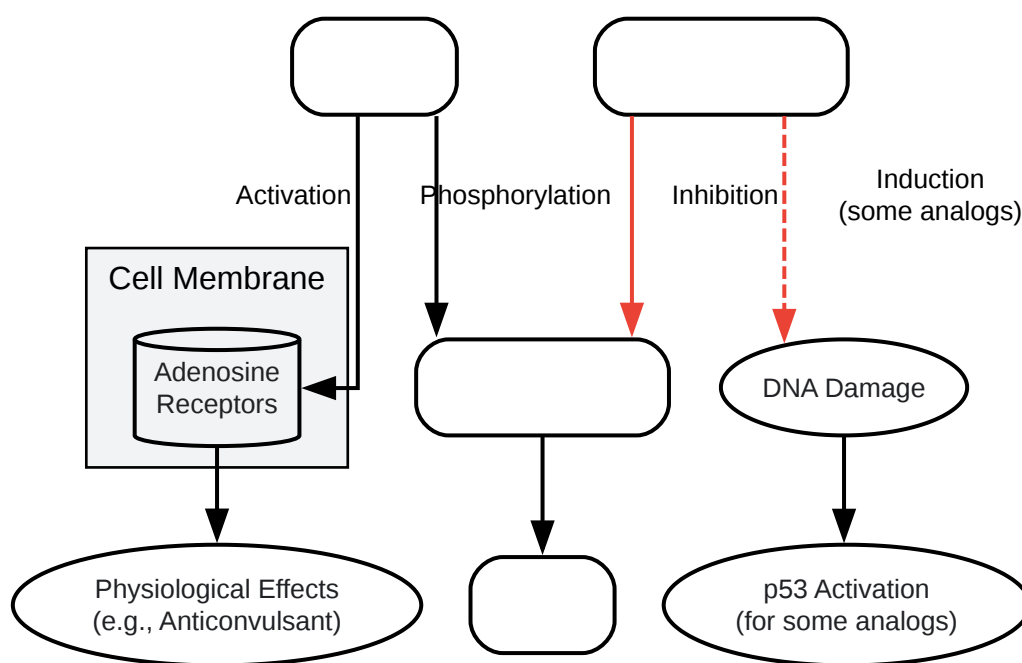 Activation
Phosphorylation
Inhibition
Induction
(some analogs)
Cell Membrane
Adenosine
Receptors
DNA Damage
Physiological Effects
(e.g., Anticonvulsant)
p53 Activation
(for some analogs)